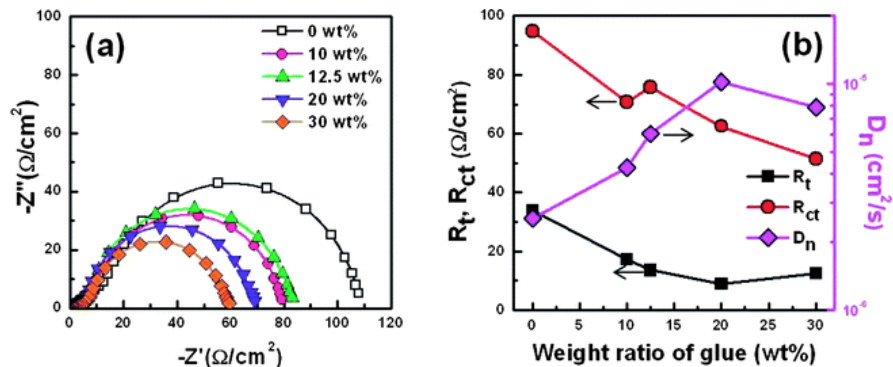 (a)
0 wt%
10 wt%
12.5 wt%
20 wt%
30 wt%
100
80
60
40
20
0
-Z"(Ω/cm²)
0 20 40 60 80 100 120
-Z'(Ω/cm²)
(b)
100
80
60
40
20
0
Rt, Rct (Ω/cm²)
10⁻⁵
10⁻⁶
Dn (cm²/s)
Rt
Rct
Dn
0 5 10 15 20 25 30
Weight ratio of glue (wt%)